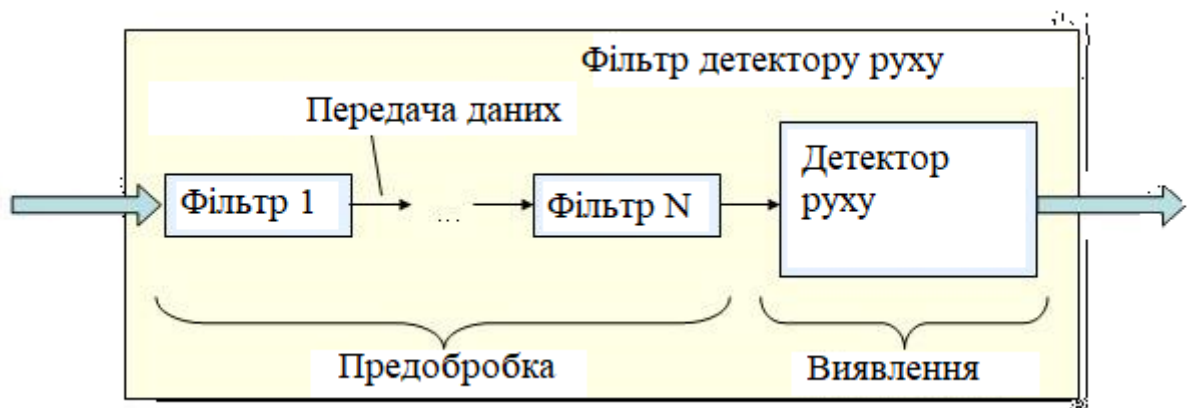 Фільтр детектору руху
Передача даних
Фільтр 1
...
Фільтр N
Детектор
руху
Предобробка
Виявлення